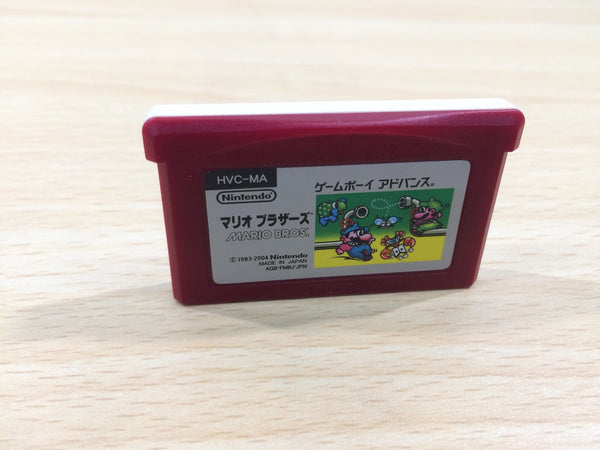 HVC-MA
Nintendo
マリオ ブラザーズ
MARIO BROS.
© 1983-2004 Nintendo
MADE IN JAPAN
AGB-FMBJ-JPN
ゲームボーイ アドバンス®